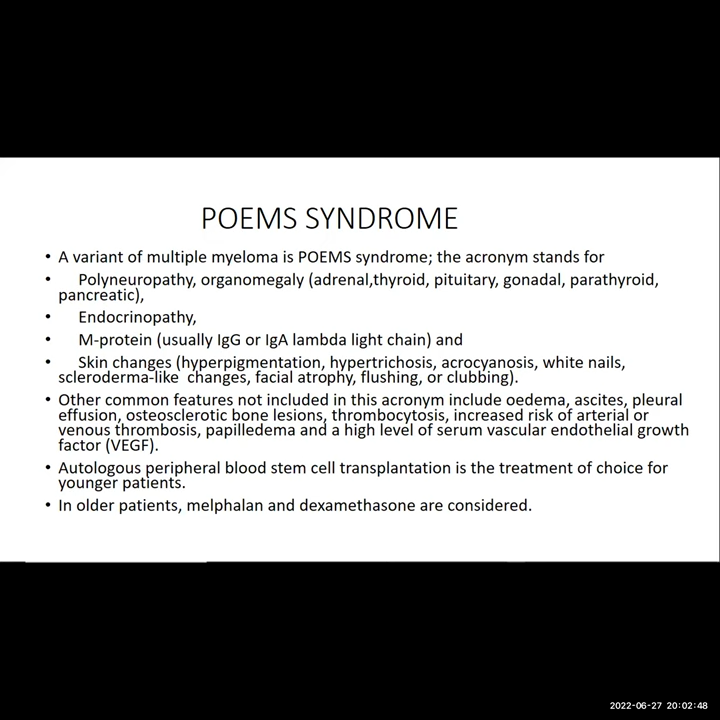 POEMS SYNDROME
• A variant of multiple myeloma is POEMS syndrome; the acronym stands for
• Polyneuropathy, organomegaly (adrenal,thyroid, pituitary, gonadal, parathyroid,
pancreatic),
• Endocrinopathy,
• M-protein (usually IgG or IgA lambda light chain) and
• Skin changes (hyperpigmentation, hypertrichosis, acrocyanosis, white nails,
scleroderma-like changes, facial atrophy, flushing, or clubbing).
• Other common features not included in this acronym include oedema, ascites, pleural
effusion, osteosclerotic bone lesions, thrombocytosis, increased risk of arterial or
venous thrombosis, papilledema and a high level of serum vascular endothelial growth
factor (VEGF).
• Autologous peripheral blood stem cell transplantation is the treatment of choice for
younger patients.
• In older patients, melphalan and dexamethasone are considered.
2022-06-27 20:02:48